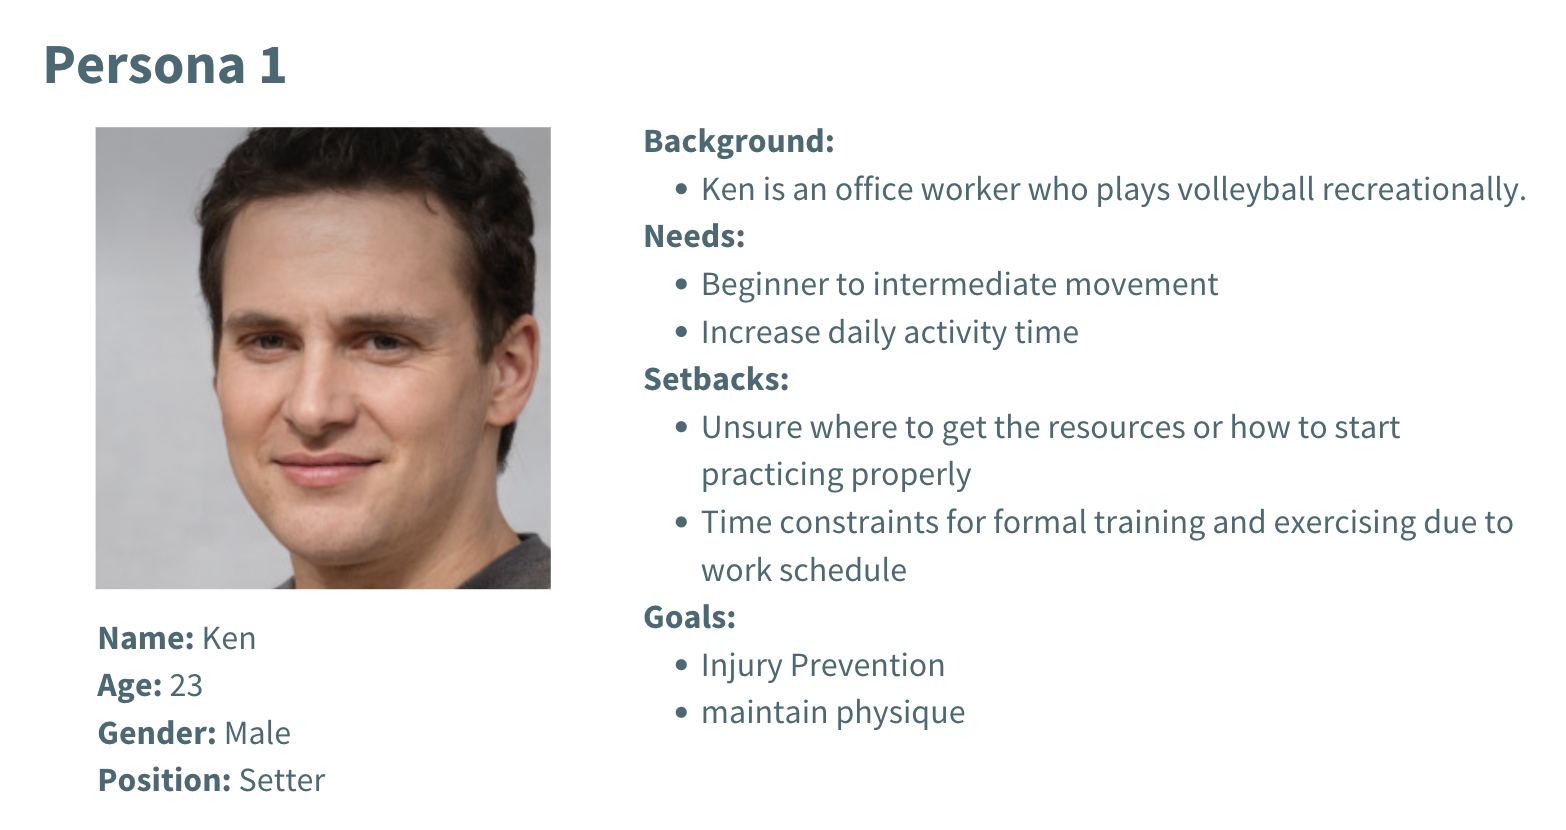 Persona 1
Name: Ken
Age: 23
Gender: Male
Position: Setter
Background:
• Ken is an office worker who plays volleyball recreationally.
Needs:
• Beginner to intermediate movement
• Increase daily activity time
Setbacks:
• Unsure where to get the resources or how to start
practicing properly
• Time constraints for formal training and exercising due to
work schedule
Goals:
• Injury Prevention
• maintain physique